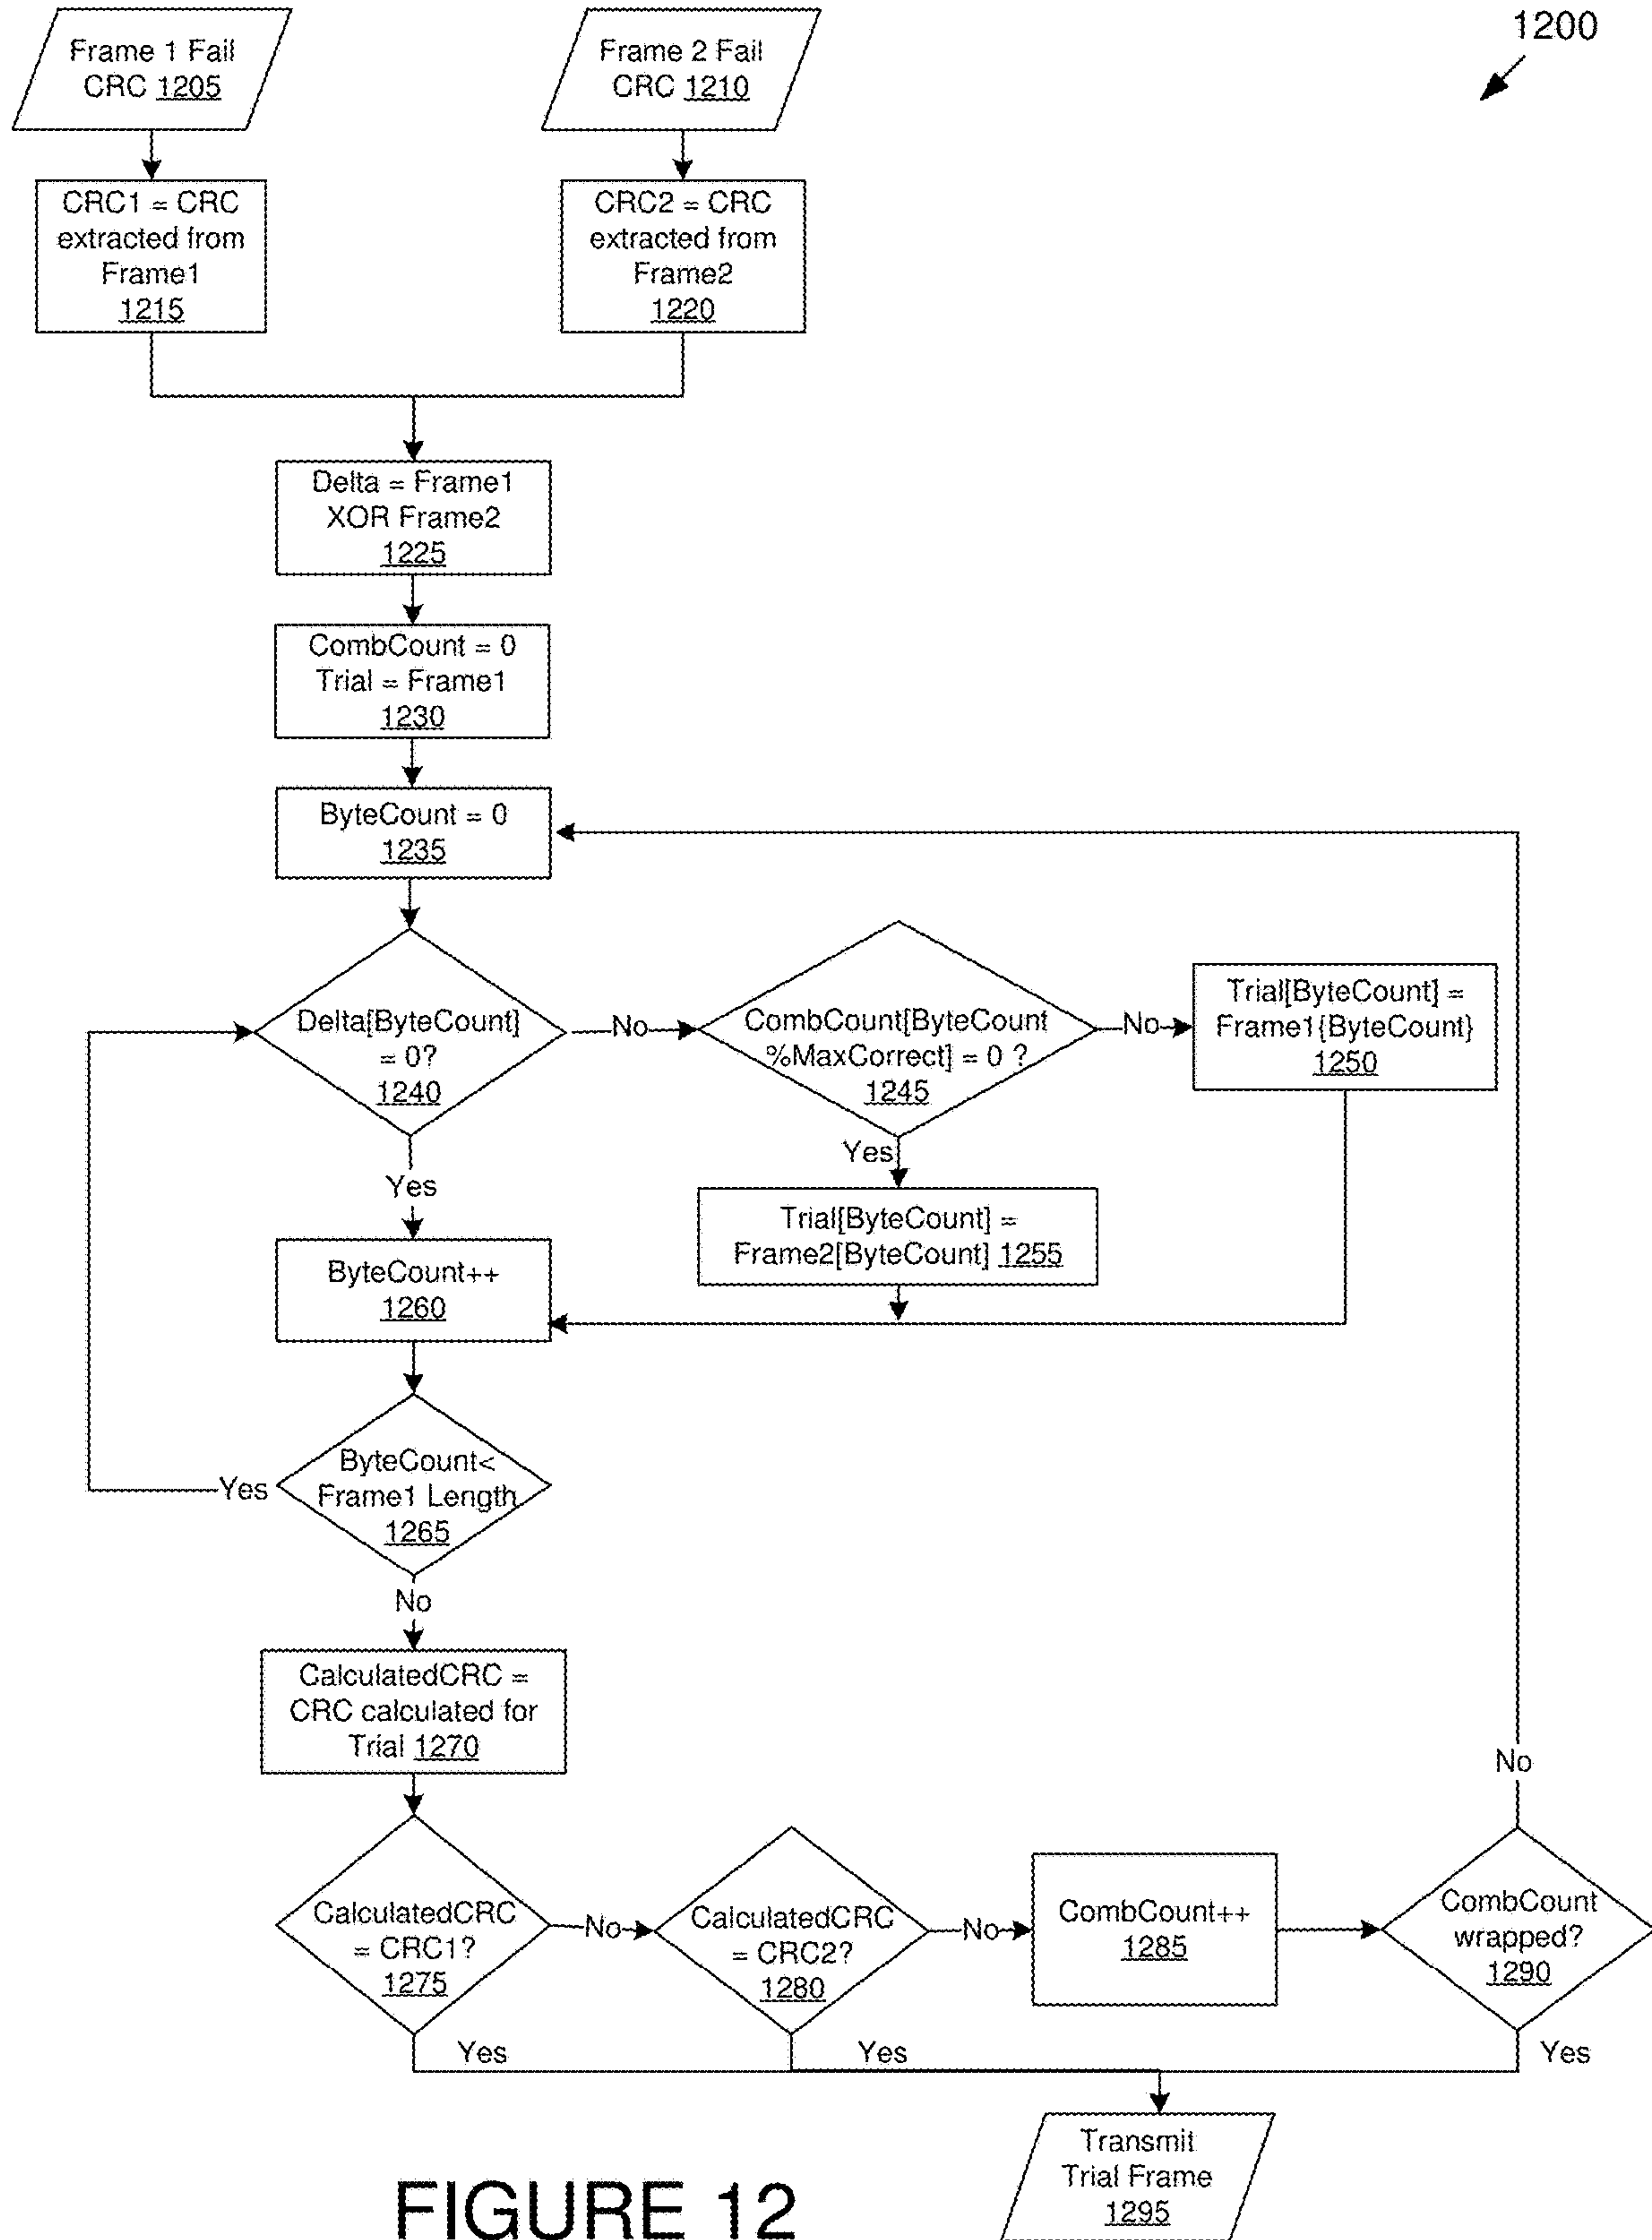 1200
Frame 1 Fail
CRC 1205
Frame 2 Fail
CRC 1210
CRC1 = CRC
extracted from
Frame1
1215
CRC2 = CRC
extracted from
Frame2
1220
Delta = Frame1
XOR Frame2
1225
CombCount = 0
Trial = Frame1
1230
ByteCount = 0
1235
Delta[ByteCount]
= 0?
1240
No
CombCount[ByteCount
%MaxCorrect] = 0 ?
1245
No
Trial[ByteCount] =
Frame1{ByteCount}
1250
Yes
Yes
Trial[ByteCount] =
Frame2[ByteCount] 1255
ByteCount++
1260
ByteCount<
Frame1 Length
1265
Yes
No
CalculatedCRC =
CRC calculated for
Trial 1270
CalculatedCRC
= CRC1?
1275
No
CalculatedCRC
= CRC2?
1280
No
CombCount++
1285
CombCount
wrapped?
1290
No
Yes
Yes
Yes
Transmit
Trial Frame
1295
FIGURE 12